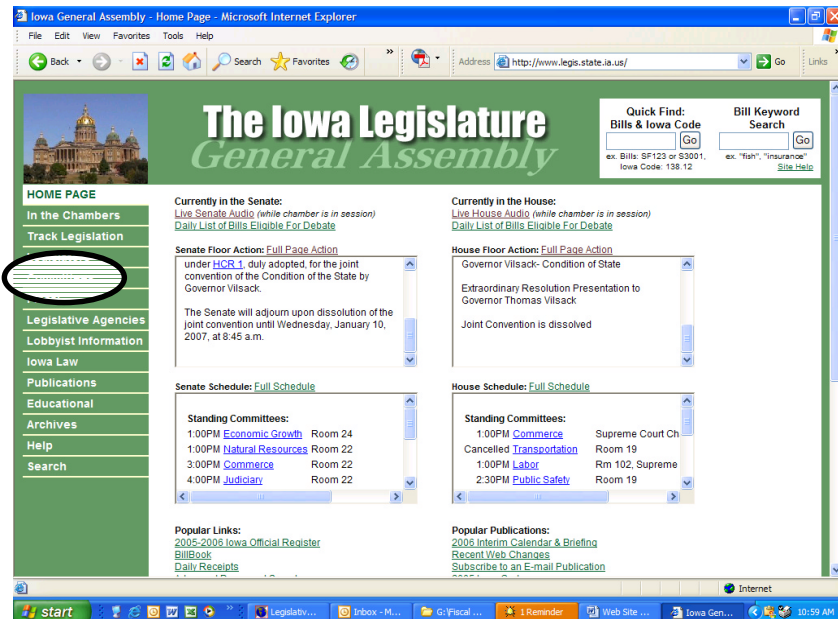 Iowa General Assembly - Home Page - Microsoft Internet Explorer
File Edit View Favorites Tools Help
Back Search Favorites » Address http://www.legis.state.ia.us/ Go Links »
The Iowa Legislature
General Assembly
Quick Find:
Bills & Iowa Code
Go
ex. Bills: SF123 or S3001,
Iowa Code: 138.12
Bill Keyword
Search
Go
ex. "fish", "insurance"
Site Help
HOME PAGE
In the Chambers
Track Legislation
Legislative Agencies
Lobbyist Information
Iowa Law
Publications
Educational
Archives
Help
Search
Currently in the Senate:
Live Senate Audio (while chamber is in session)
Daily List of Bills Eligible For Debate
Senate Floor Action: Full Page Action
under HCR 1, duly adopted, for the joint
convention of the Condition of the State by
Governor Vilsack.
The Senate will adjourn upon dissolution of the
joint convention until Wednesday, January 10,
2007, at 8:45 a.m.
Senate Schedule: Full Schedule
Standing Committees:
1:00PM Economic Growth Room 24
1:00PM Natural Resources Room 22
3:00PM Commerce Room 22
4:00PM Judiciary Room 22
Popular Links:
2005-2006 Iowa Official Register
BillBook
Daily Receipts
Currently in the House:
Live House Audio (while chamber is in session)
Daily List of Bills Eligible For Debate
House Floor Action: Full Page Action
Governor Vilsack- Condition of State
Extraordinary Resolution Presentation to
Governor Thomas Vilsack
Joint Convention is dissolved
House Schedule: Full Schedule
Standing Committees:
1:00PM Commerce Supreme Court Ch
Cancelled Transportation Room 19
1:00PM Labor Rm 102, Supreme
2:30PM Public Safety Room 19
Popular Publications:
2006 Interim Calendar & Briefing
Recent Web Changes
Subscribe to an E-mail Publication
Internet
start » Legislativ... Inbox - M... G:\Fiscal ... 1 Reminder Web Site ... Iowa Gen... 10:59 AM